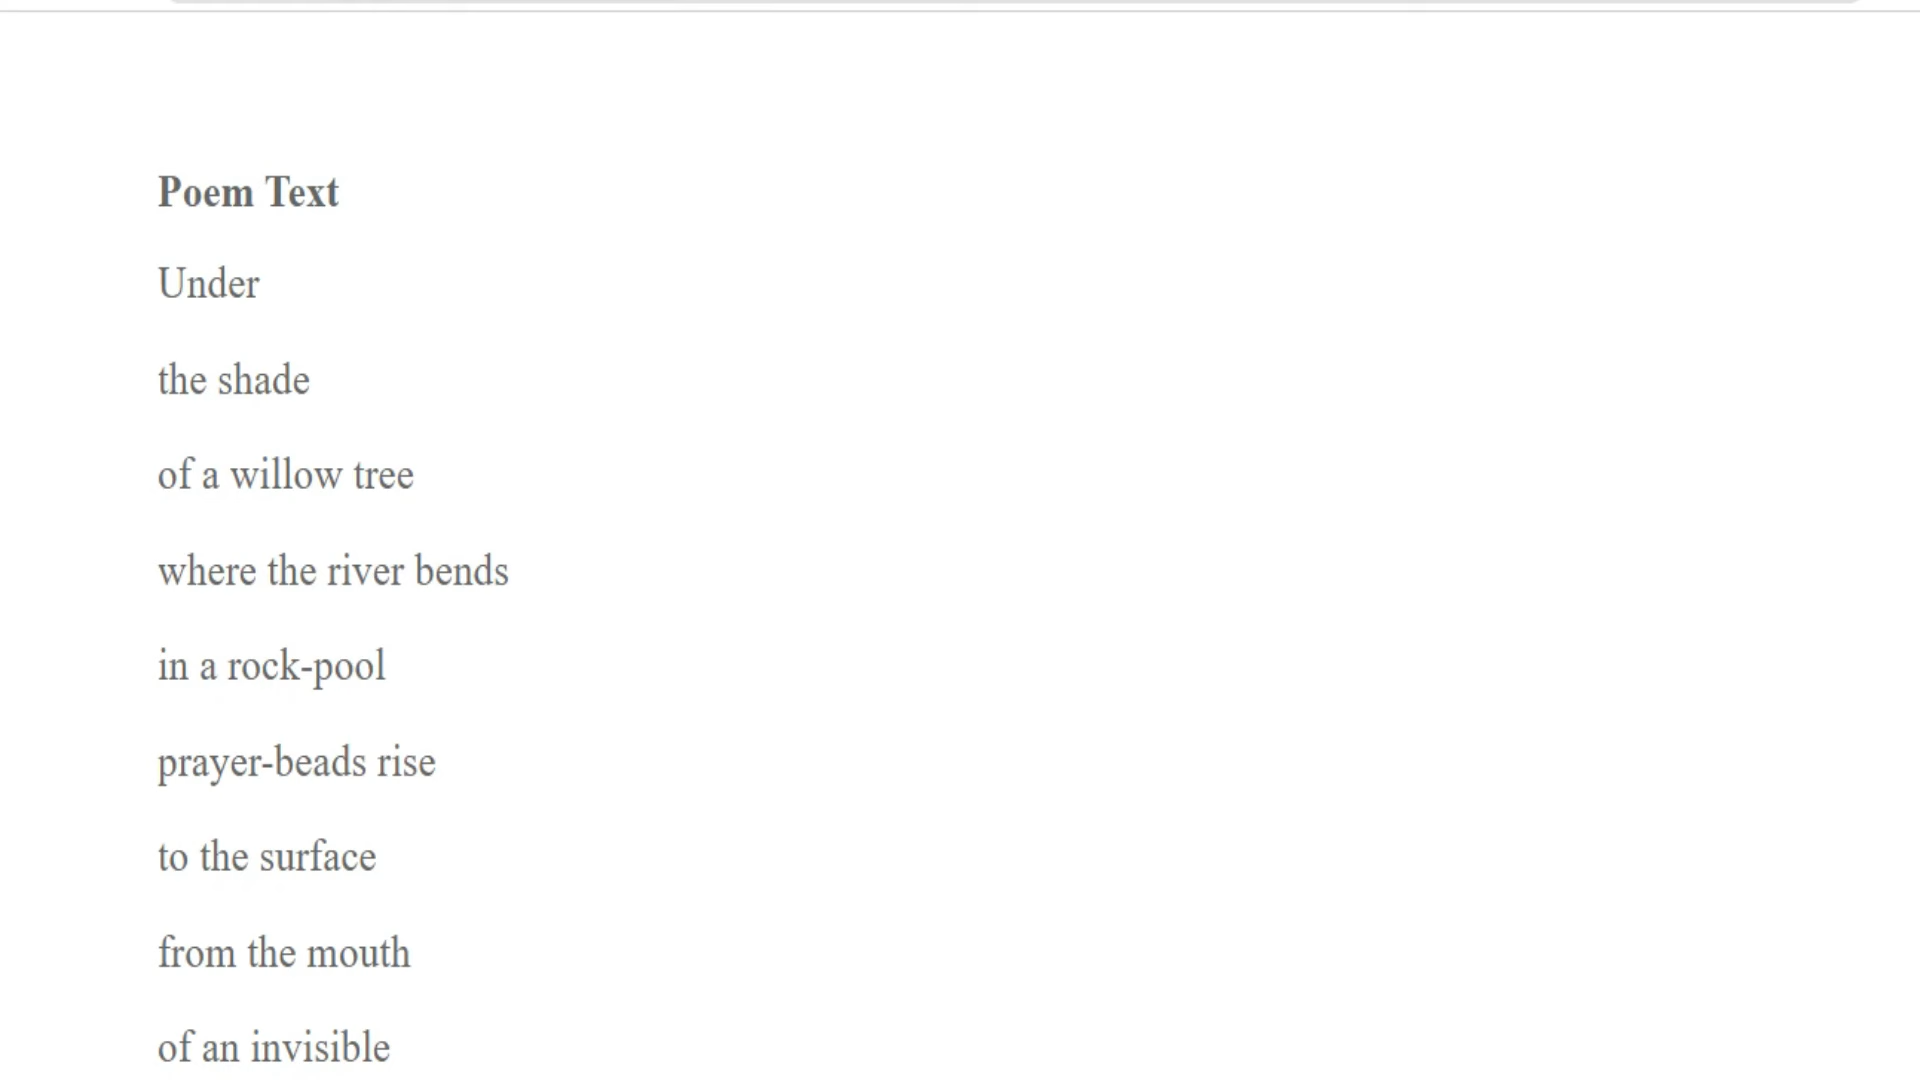 Poem Text
Under
the shade
of a willow tree
where the river bends
in a rock-pool
prayer-beads rise
to the surface
from the mouth
of an invisible